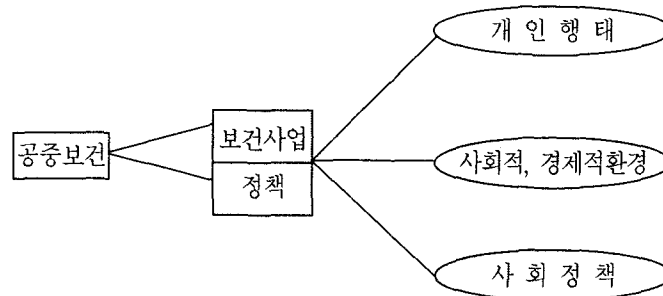 개 인 행 태
보건사업
공중보건
사회적, 경제적환경
정책
사 회 정 책